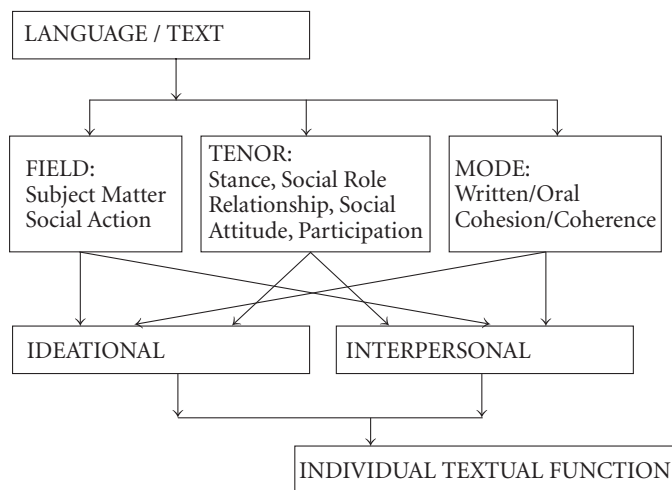 LANGUAGE / TEXT
FIELD:
Subject Matter
Social Action
TENOR:
Stance, Social Role
Relationship, Social
Attitude, Participation
MODE:
Written/Oral
Cohesion/Coherence
IDEATIONAL
INTERPERSONAL
INDIVIDUAL TEXTUAL FUNCTION